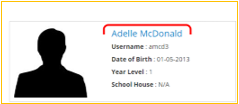 Adelle McDonald
Username : amcd3
Date of Birth : 01-05-2013
Year Level : 1
School House : N/A